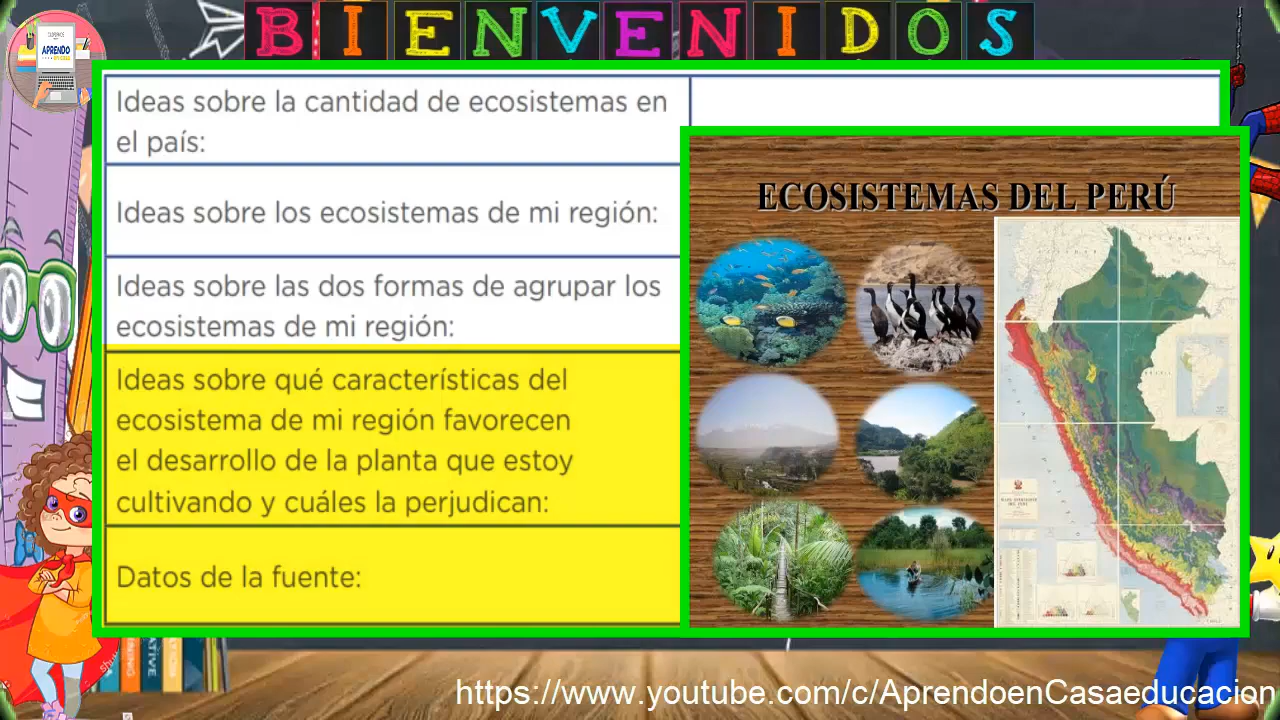 BIENVENIDOS
APRENDO
Ideas sobre la cantidad de ecosistemas en
el país:
Ideas sobre los ecosistemas de mi región:
Ideas sobre las dos formas de agrupar los
ecosistemas de mi región:
Ideas sobre qué características del
ecosistema de mi región favorecen
el desarrollo de la planta que estoy
cultivando y cuáles la perjudican:
Datos de la fuente:
ECOSISTEMAS DEL PERÚ
https://www.youtube.com/c/AprendoenCasaeducacion